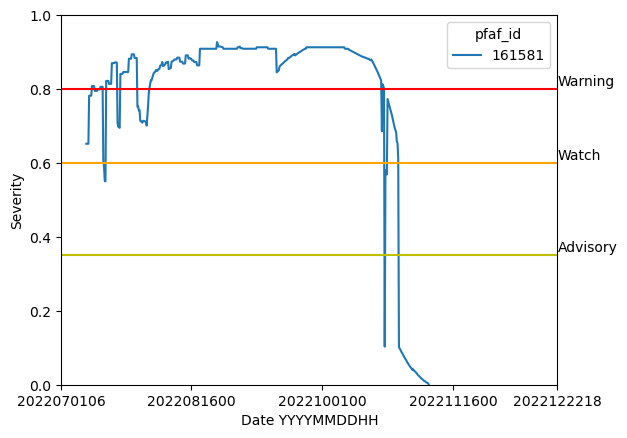 1.0
pfaf_id
161581
Warning
0.8
Watch
0.6
Severity
0.4
Advisory
0.2
0.0
2022070106 2022081600 2022100100 2022111600 2022122218
Date YYYYMMDDHH